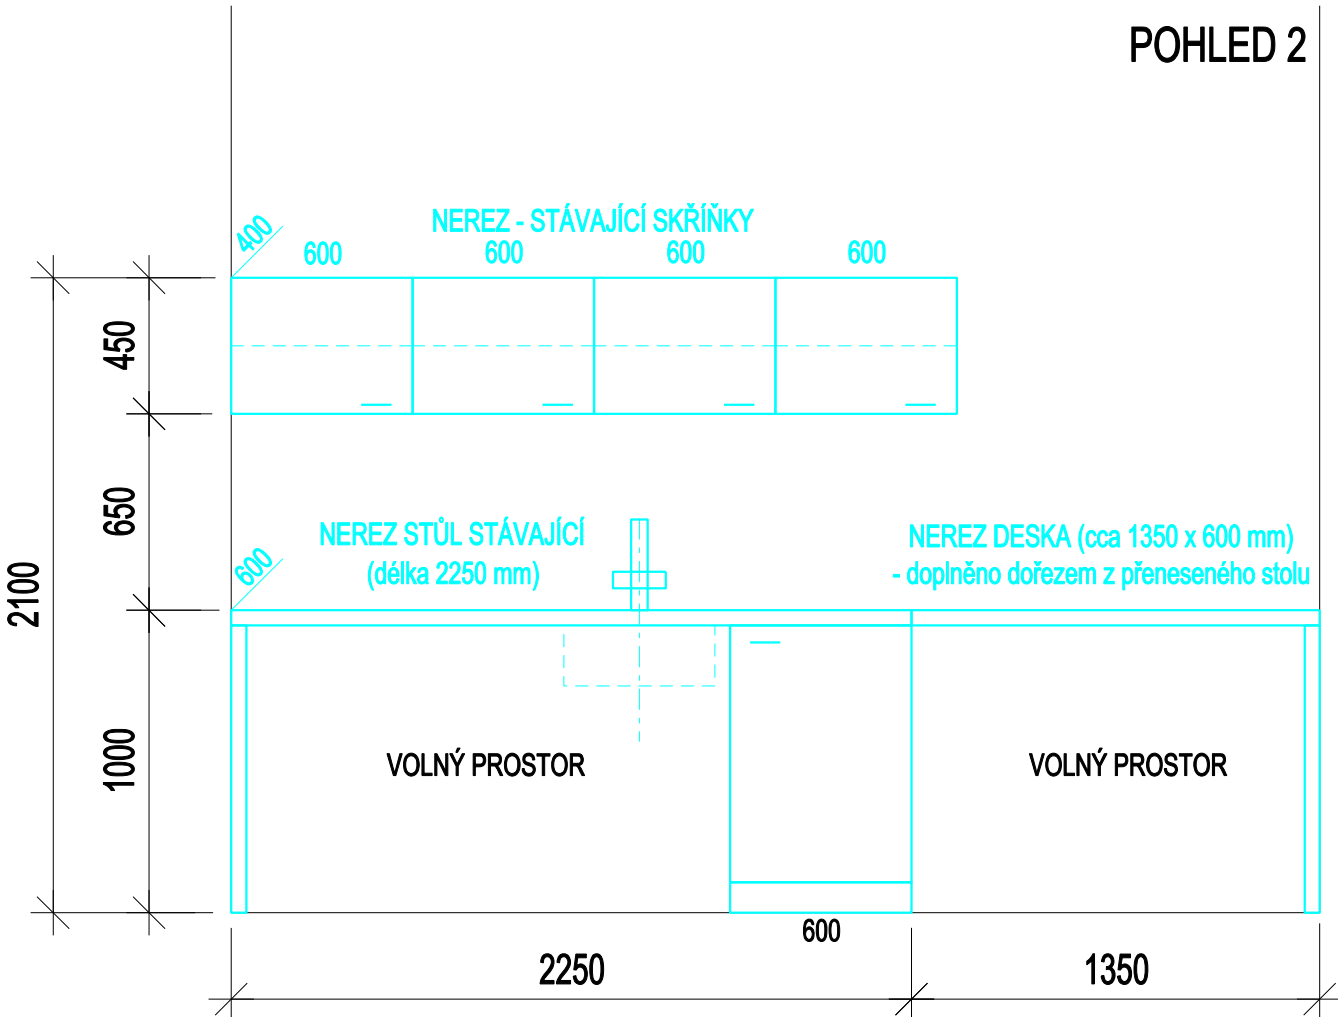 POHLED 2
NEREZ - STÁVAJÍCÍ SKŘÍŇKY
400
600
600
600
600
450
650
2100
1000
NEREZ STŮL STÁVAJÍCÍ
(délka 2250 mm)
600
NEREZ DESKA (cca 1350 x 600 mm)
- doplněno dořezem z přeneseného stolu
VOLNÝ PROSTOR
VOLNÝ PROSTOR
600
2250
1350